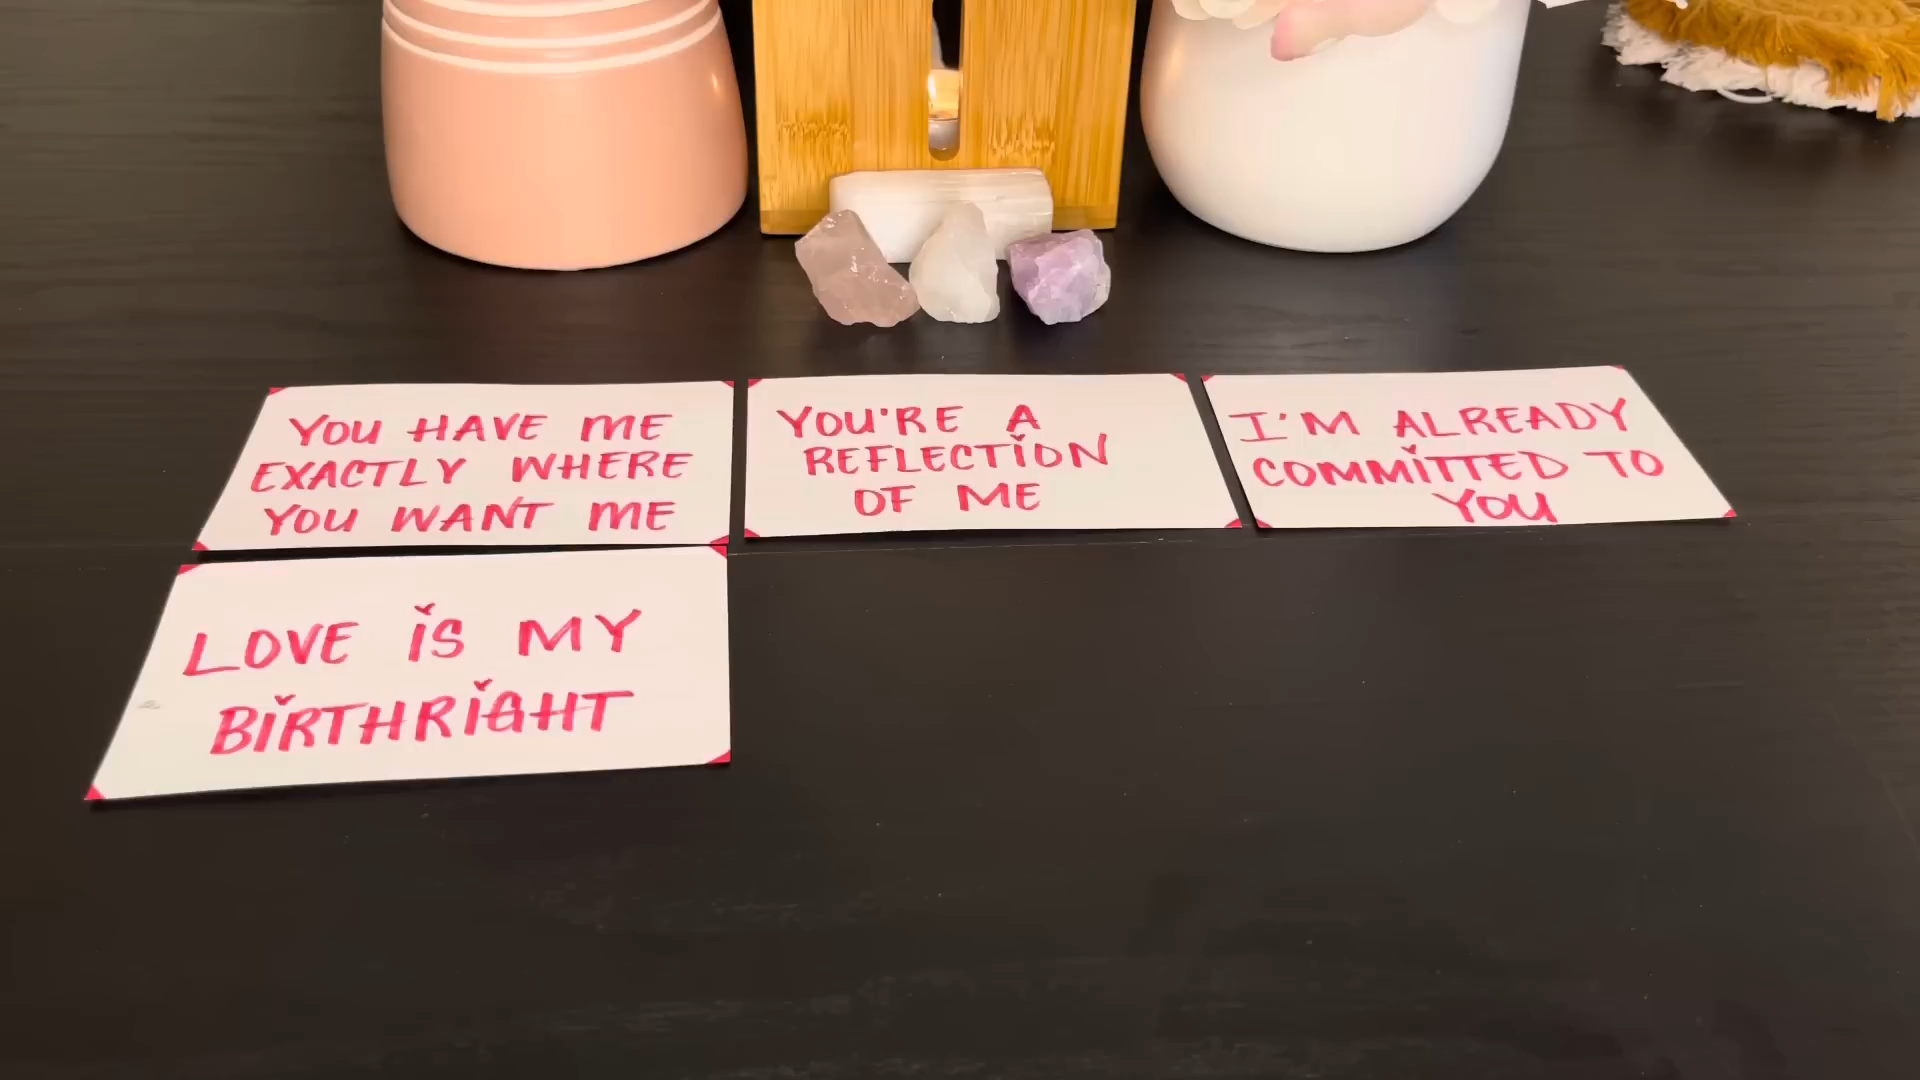 YOU HAVE ME
EXACTLY WHERE
YOU WANT ME
YOU'RE A
REFLECTION
OF ME
I'M ALREADY
COMMITTED TO
YOU
LOVE IS MY
BIRTHRIGHT